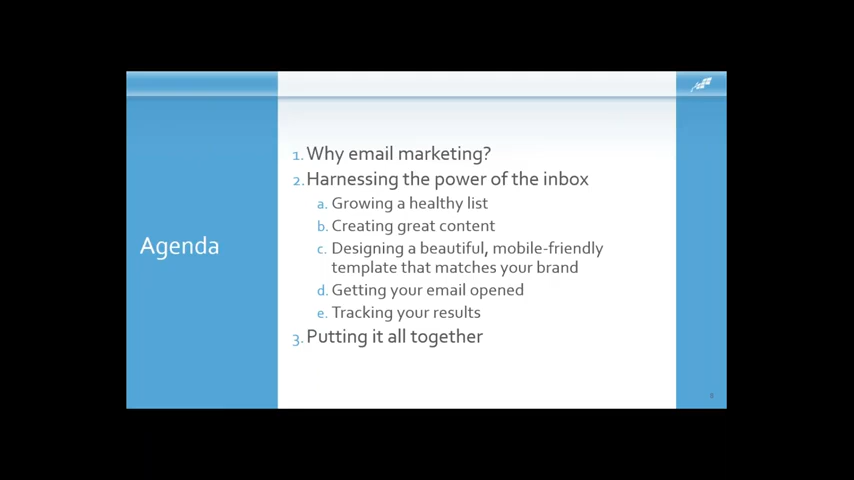 Agenda
1. Why email marketing?
2. Harnessing the power of the inbox
a. Growing a healthy list
b. Creating great content
c. Designing a beautiful, mobile-friendly
template that matches your brand
d. Getting your email opened
e. Tracking your results
3. Putting it all together